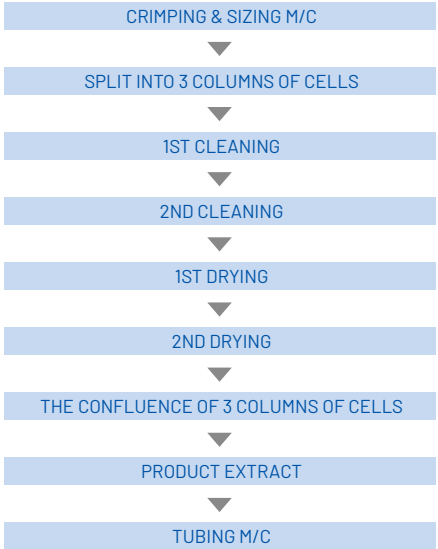 CRIMPING & SIZING M/C
SPLIT INTO 3 COLUMNS OF CELLS
1ST CLEANING
2ND CLEANING
1ST DRYING
2ND DRYING
THE CONFLUENCE OF 3 COLUMNS OF CELLS
PRODUCT EXTRACT
TUBING M/C